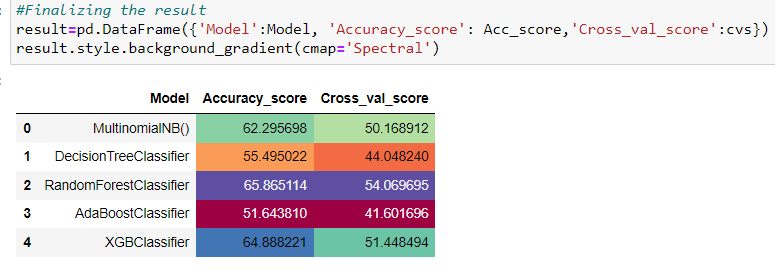 #Finalizing the result
result=pd.DataFrame({'Model':Model, 'Accuracy_score': Acc_score,'Cross_val_score':cvs})
result.style.background_gradient(cmap='Spectral')
Model Accuracy_score Cross_val_score
0 MultinomialNB() 62.295698 50.168912
1 DecisionTreeClassifier 55.495022 44.048240
2 RandomForestClassifier 65.865114 54.069695
3 AdaBoostClassifier 51.643810 41.601696
4 XGBClassifier 64.888221 51.448494